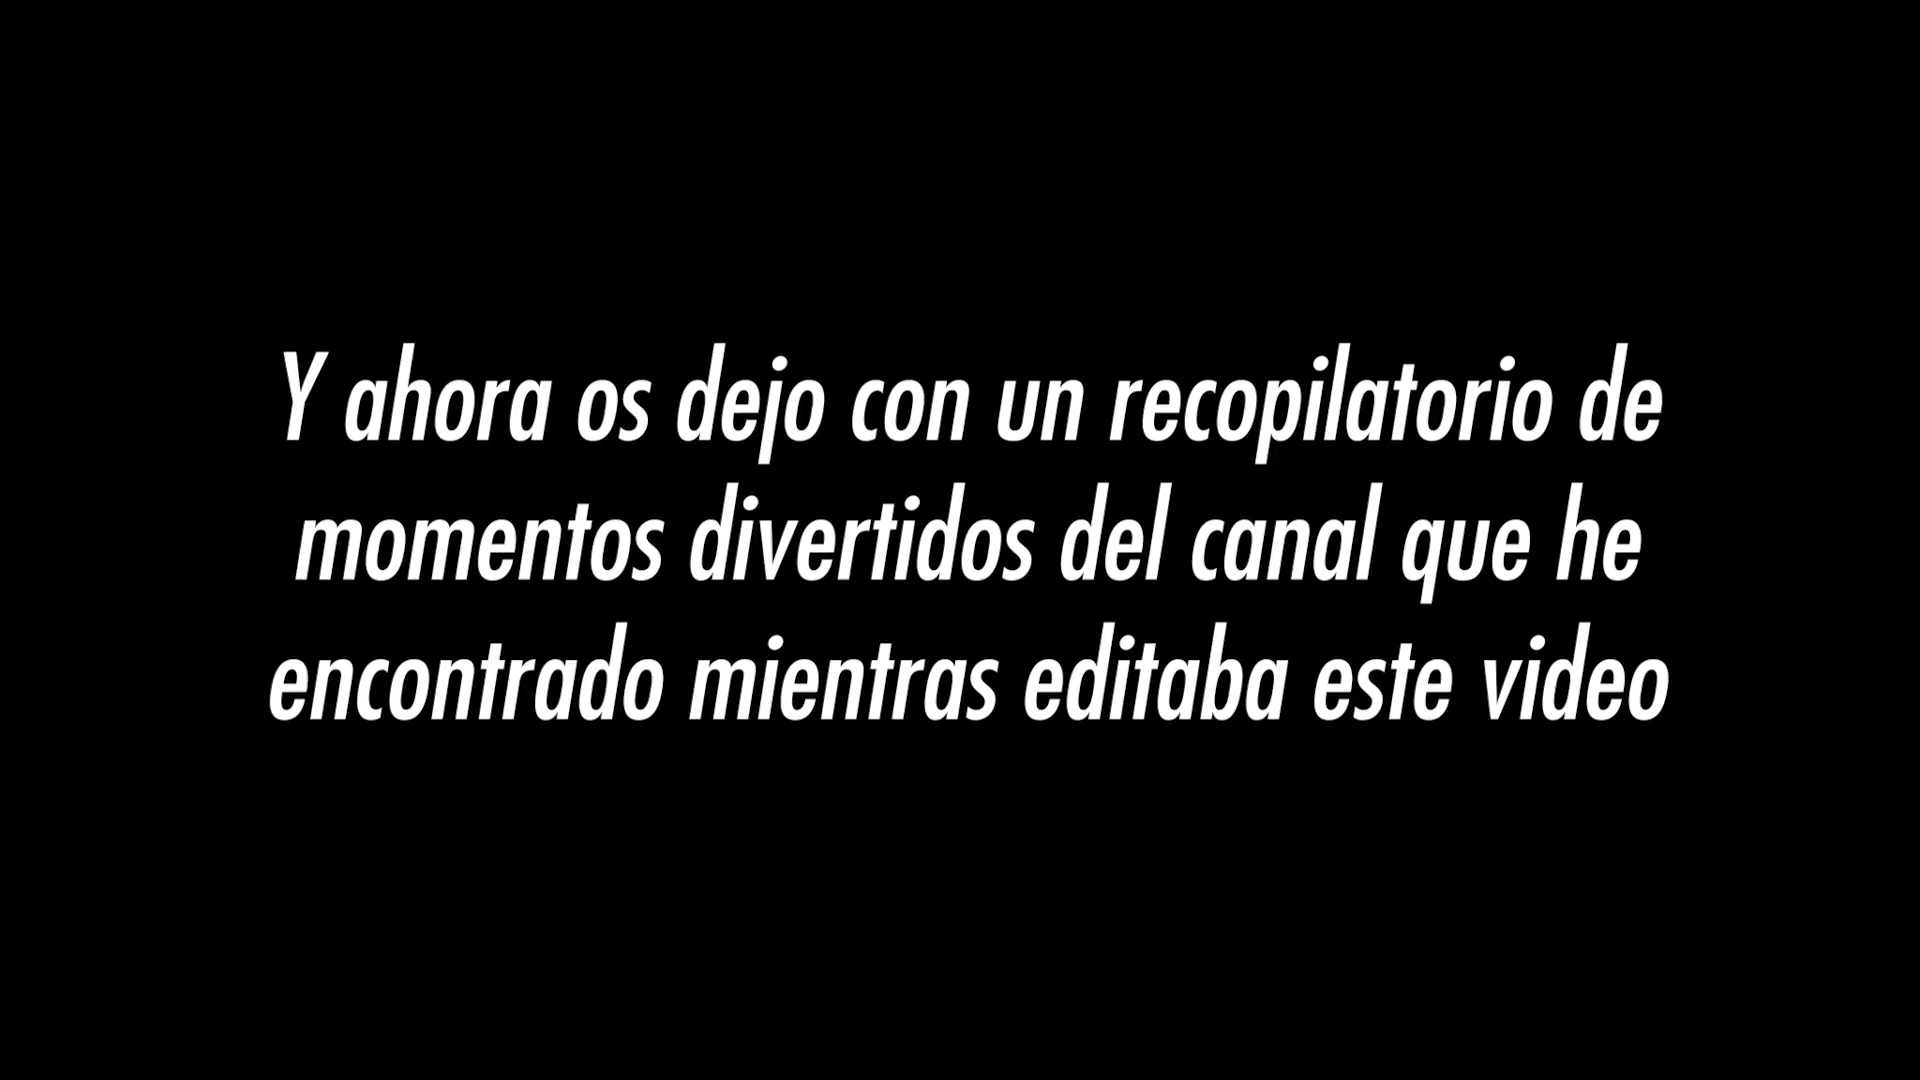 Y ahora os dejo con un recopilatorio de
momentos divertidos del canal que he
encontrado mientras editaba este video